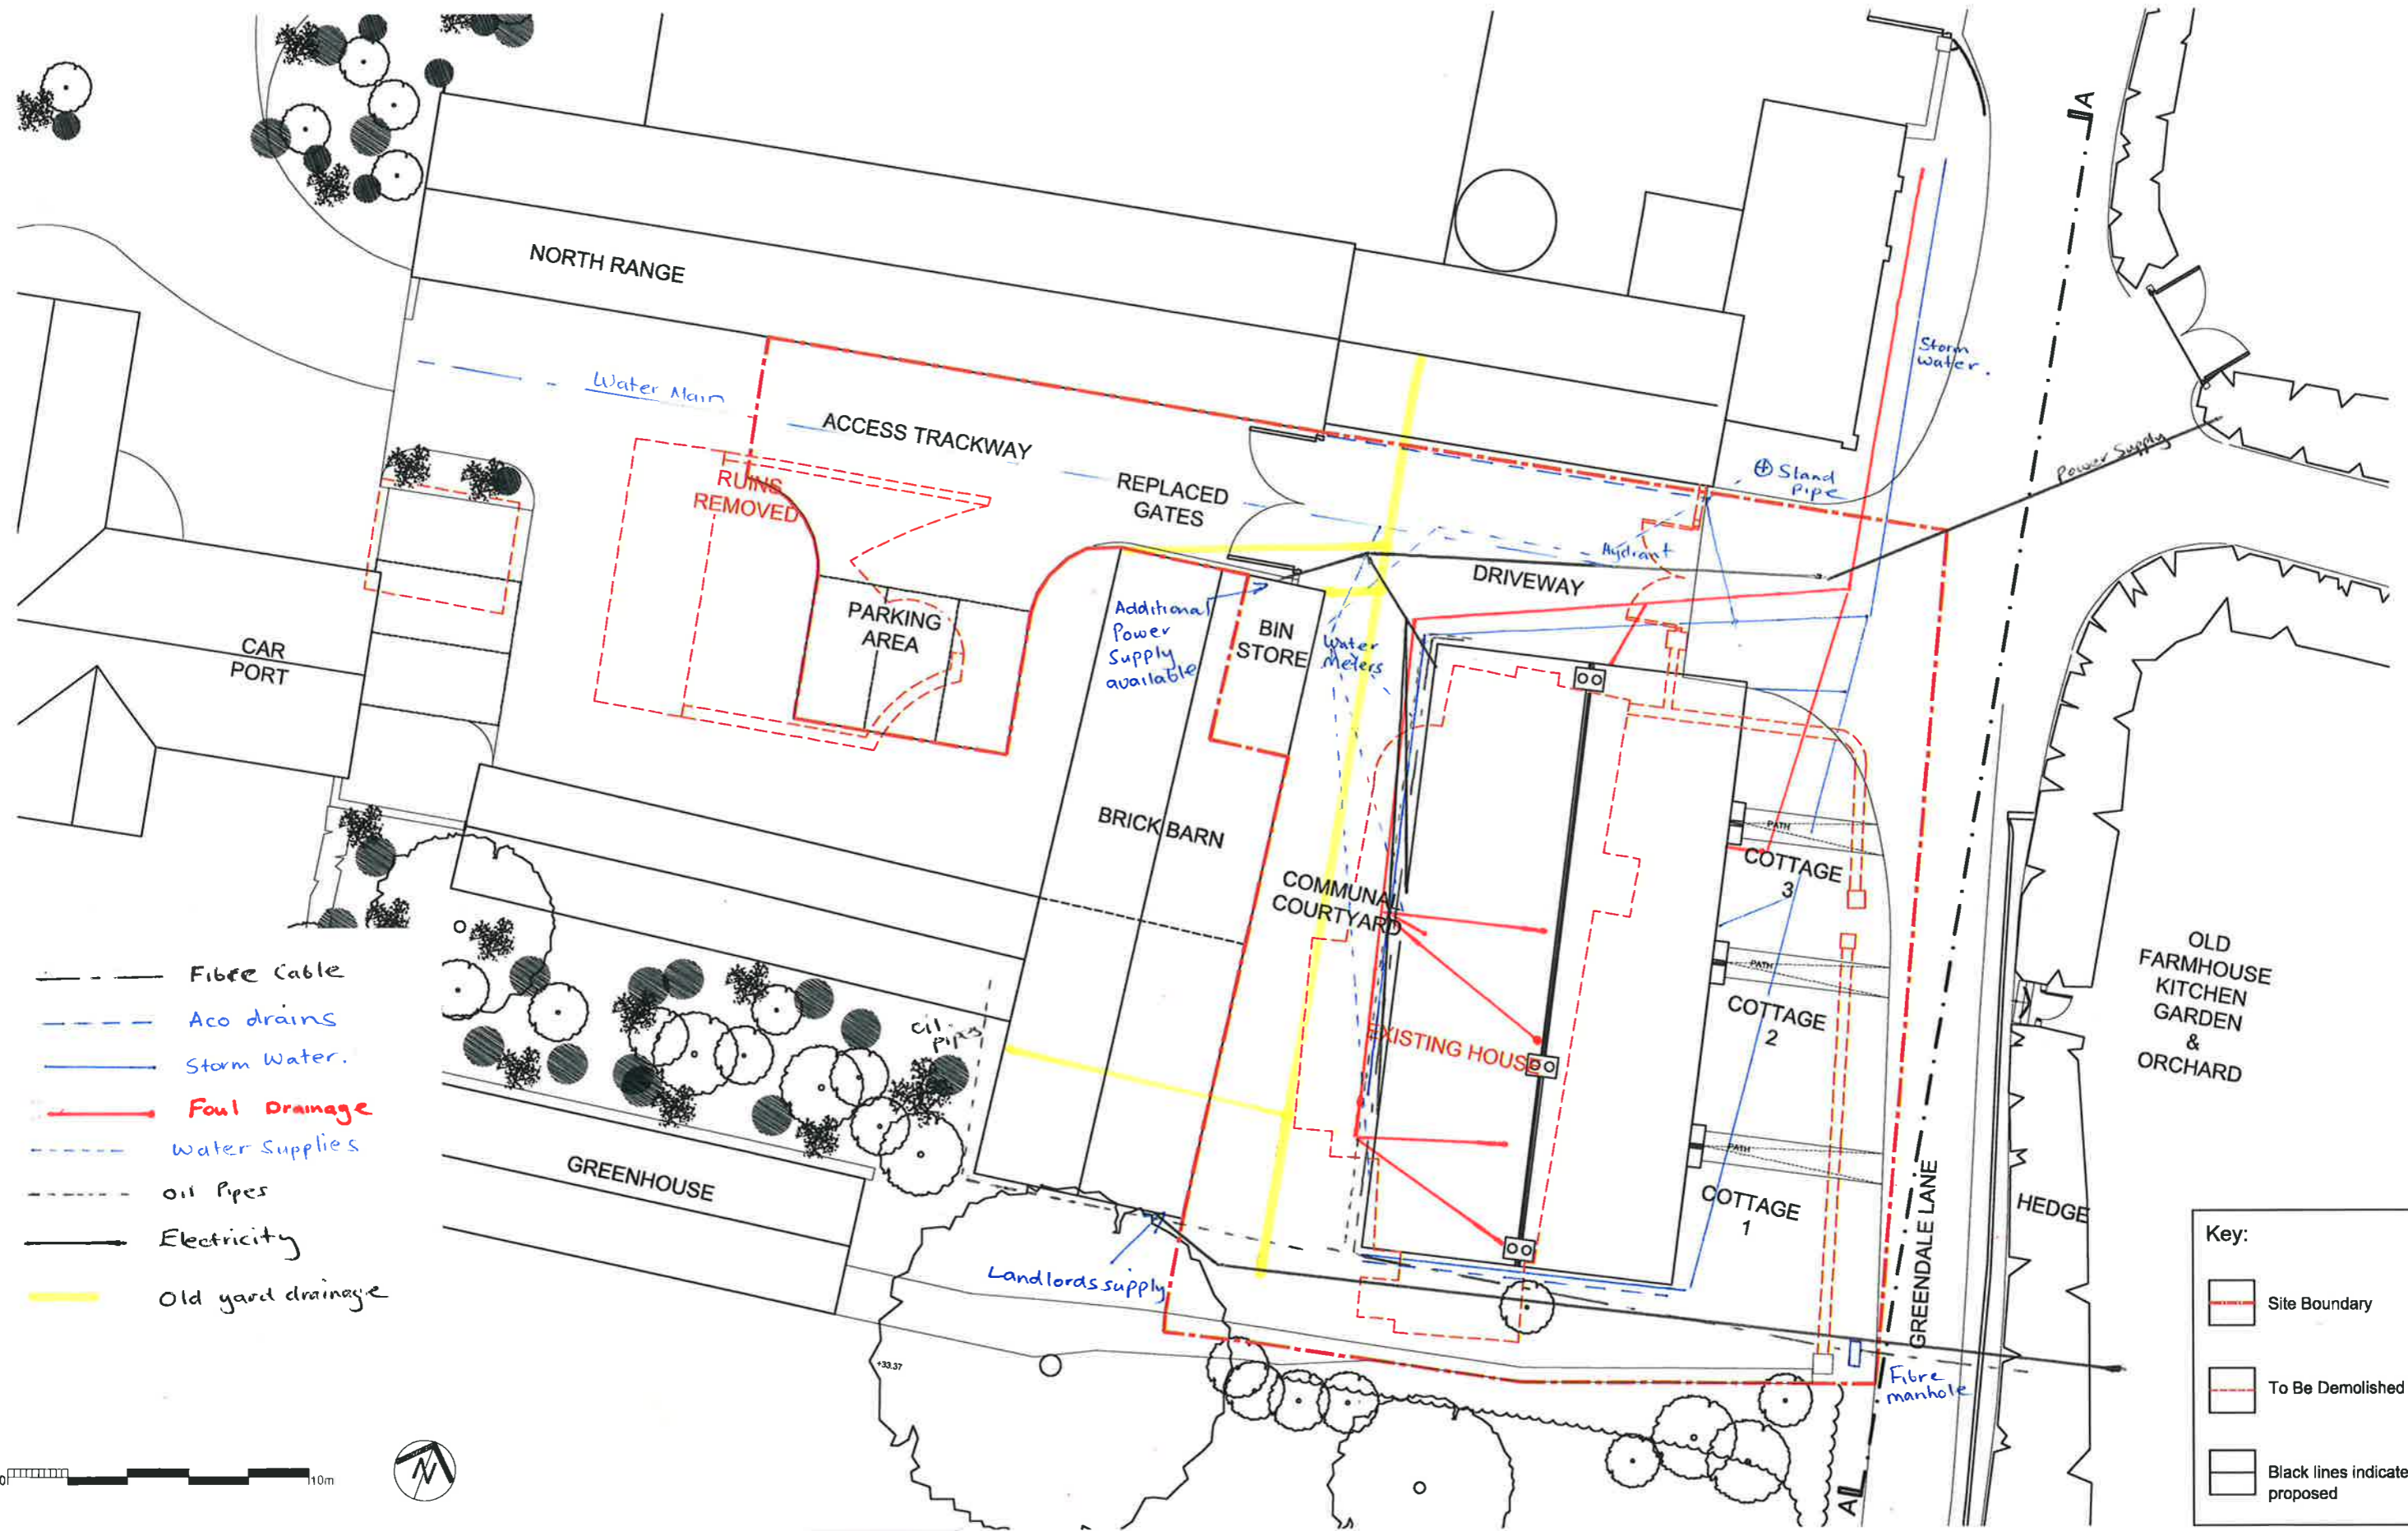 A
NORTH RANGE
Storm
water.
Water Main
ACCESS TRACKWAY
Power Supply
Stand
pipe
RUINS
REMOVED
REPLACED
GATES
Hydrant
DRIVEWAY
PARKING
AREA
Additional
Power
Supply
available
BIN
STORE
Water
Meters
CAR
PORT
BRICK BARN
PATH
COTTAGE
3
COMMUNAL
COURTYARD
OLD
FARMHOUSE
KITCHEN
GARDEN
&
ORCHARD
PATH
COTTAGE
2
Fibre Cable
Aco drains
Storm Water.
Foul Drainage
Water Supplies
Oil Pipes
Electricity
Old yard drainage
Oil
pipes
EXISTING HOUSE
PATH
COTTAGE
1
GREENHOUSE
GREENDALE LANE
HEDGE
Landlords supply
+33.37
Fibre
manhole
Key:
Site Boundary
To Be Demolished
Black lines indicate
proposed
0
10m
N
A